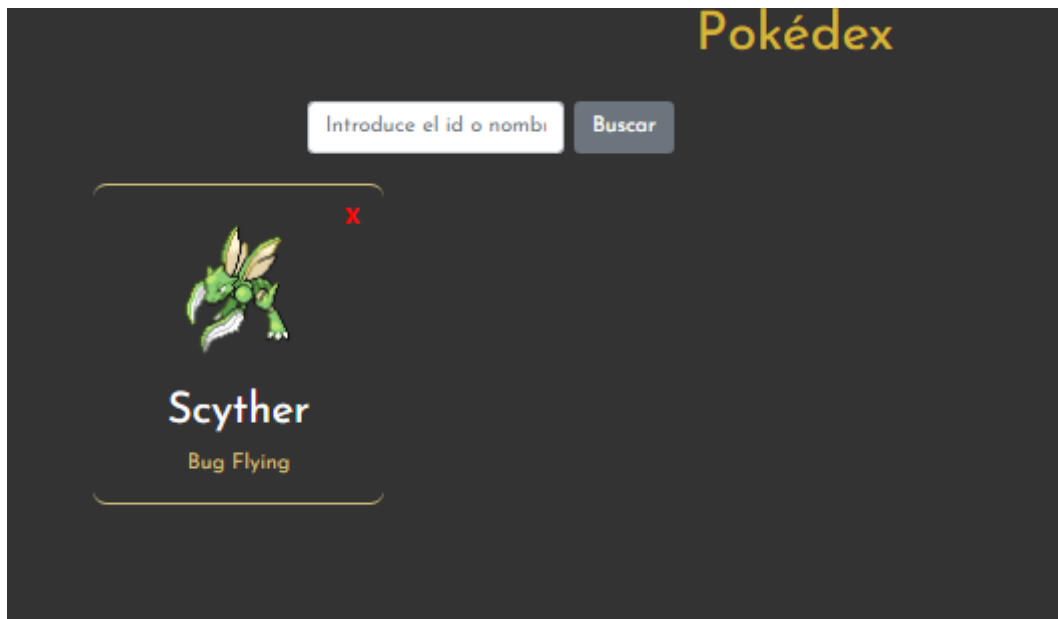 Pokédex
Introduce el id o nombr
Buscar
x
Scyther
Bug Flying